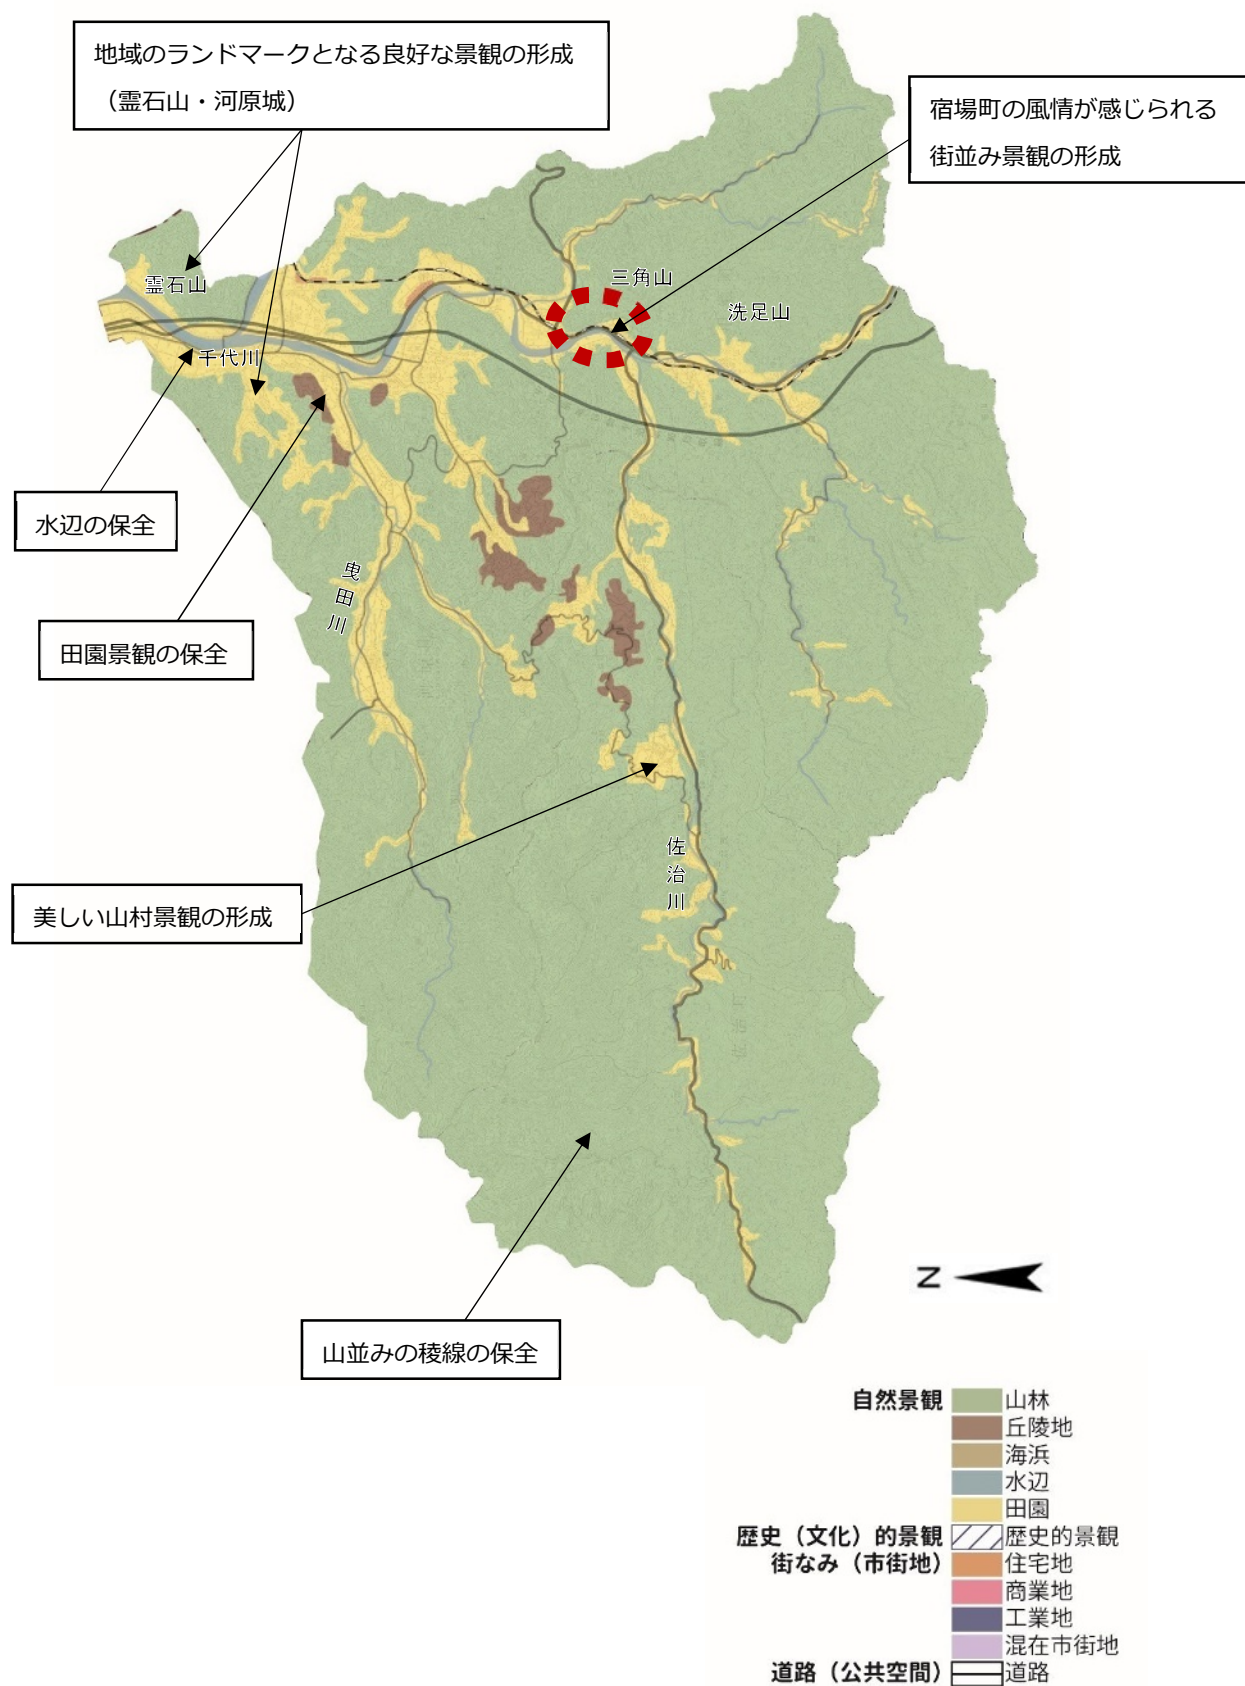 地域のランドマークとなる良好な景観の形成
（霊石山・河原城）
宿場町の風情が感じられる
街並み景観の形成
三角山
霊石山
洗足山
千代川
水辺の保全
曳田川
田園景観の保全
佐治川
美しい山村景観の形成
山並みの稜線の保全
N
自然景観
山林
丘陵地
海浜
水辺
田園
歴史（文化）的景観
歴史的景観
街なみ（市街地）
住宅地
商業地
工業地
混在市街地
道路（公共空間）
道路